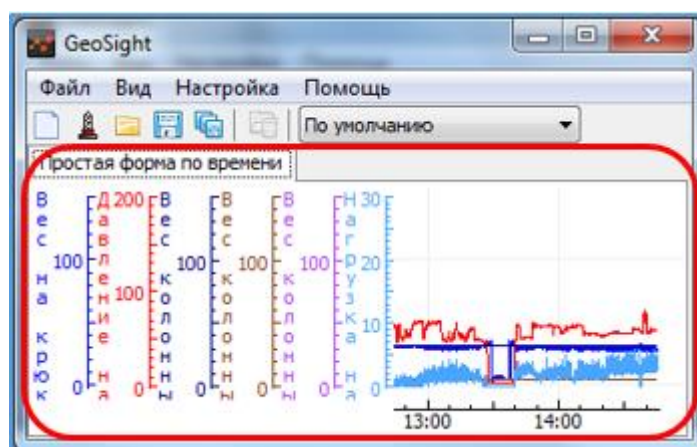 GeoSight
Файл Вид Настройка Помощь
По умолчанию
Простая форма по времени
Вес на крюк
100
0
Давление на
200
100
0
Вес колонны
100
0
Вес колонны
100
0
Вес колонны
100
0
Нагрузка на
30
20
10
0
13:00 14:00